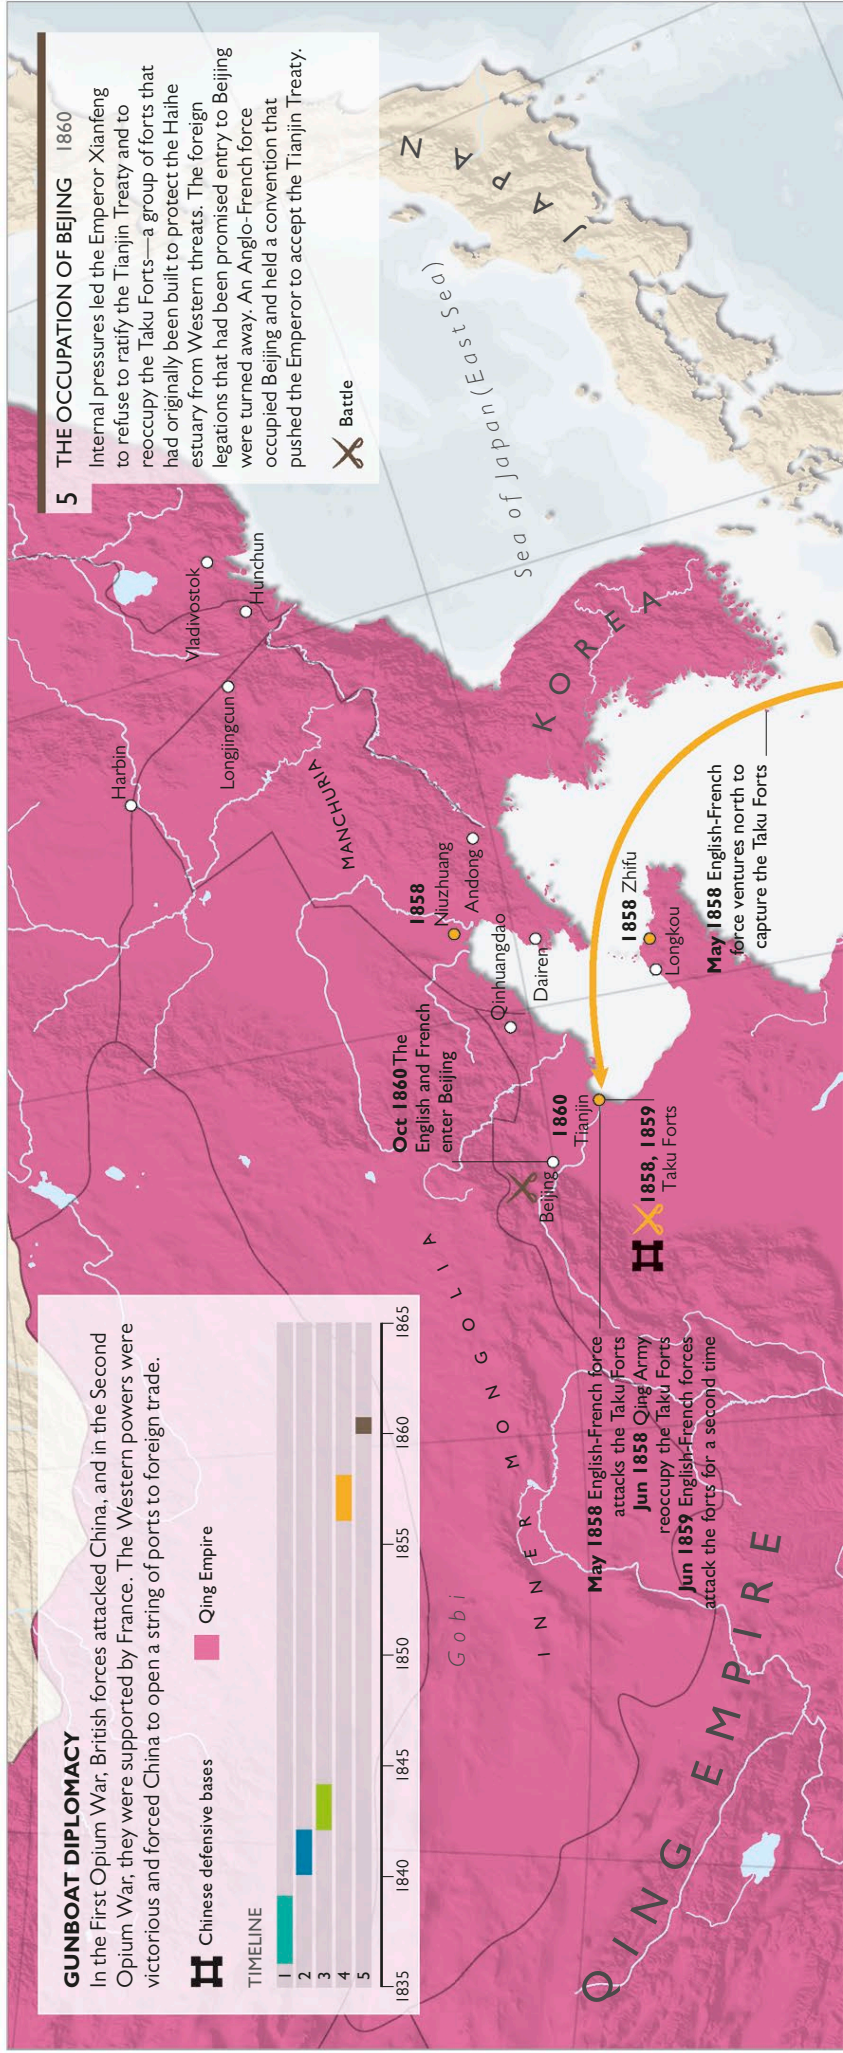 GUNBOAT DIPLOMACY
In the First Opium War, British forces attacked China, and in the Second
Opium War, they were supported by France. The Western powers were
victorious and forced China to open a string of ports to foreign trade.
Chinese defensive bases
Qing Empire
TIMELINE
1
2
3
4
5
1835
1840
1845
1850
1855
1860
1865
5 THE OCCUPATION OF BEIJING 1860
Internal pressures led the Emperor Xianfeng
to refuse to ratify the Tianjin Treaty and to
reoccupy the Taku Forts—a group of forts that
had originally been built to protect the Haihe
estuary from Western threats. The foreign
legations that had been promised entry to Beijing
were turned away. An Anglo-French force
occupied Beijing and held a convention that
pushed the Emperor to accept the Tianjin Treaty.
Battle
Harbin
Vladivostok
Hunchun
Longjingcun
MANCHURIA
1858
Niuzhuang
Andong
Qinhuangdao
Dairen
Oct 1860 The
English and French
enter Beijing
Beijing
1860
Tianjin
1858, 1859
Taku Forts
1858 Zhifu
Longkou
May 1858 English-French
force ventures north to
capture the Taku Forts
May 1858 English-French force
attacks the Taku Forts
Jun 1858 Qing Army
reoccupy the Taku Forts
Jun 1859 English-French forces
attack the forts for a second time
Gobi
INNER MONGOLIA
QING EMPIRE
KOREA
Sea of Japan (East Sea)
JAPAN